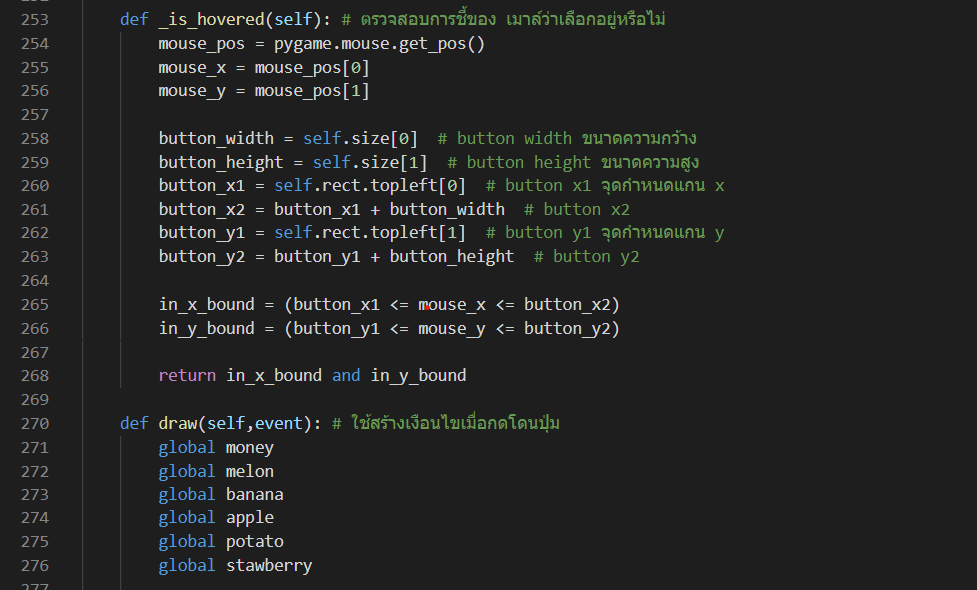 253 def _is_hovered(self): # ตรวจสอบการชี้ของ เมาล์ว่าเลือกอยู่หรือไม่
254 mouse_pos = pygame.mouse.get_pos()
255 mouse_x = mouse_pos[0]
256 mouse_y = mouse_pos[1]
257
258 button_width = self.size[0] # button width ขนาดความกว้าง
259 button_height = self.size[1] # button height ขนาดความสูง
260 button_x1 = self.rect.topleft[0] # button x1 จุดกำหนดแกน x
261 button_x2 = button_x1 + button_width # button x2
262 button_y1 = self.rect.topleft[1] # button y1 จุดกำหนดแกน y
263 button_y2 = button_y1 + button_height # button y2
264
265 in_x_bound = (button_x1 <= mouse_x <= button_x2)
266 in_y_bound = (button_y1 <= mouse_y <= button_y2)
267
268 return in_x_bound and in_y_bound
269
270 def draw(self,event): # ใช้สร้างเงือนไขเมื่อกดโดนปุ่ม
271 global money
272 global melon
273 global banana
274 global apple
275 global potato
276 global stawberry
277